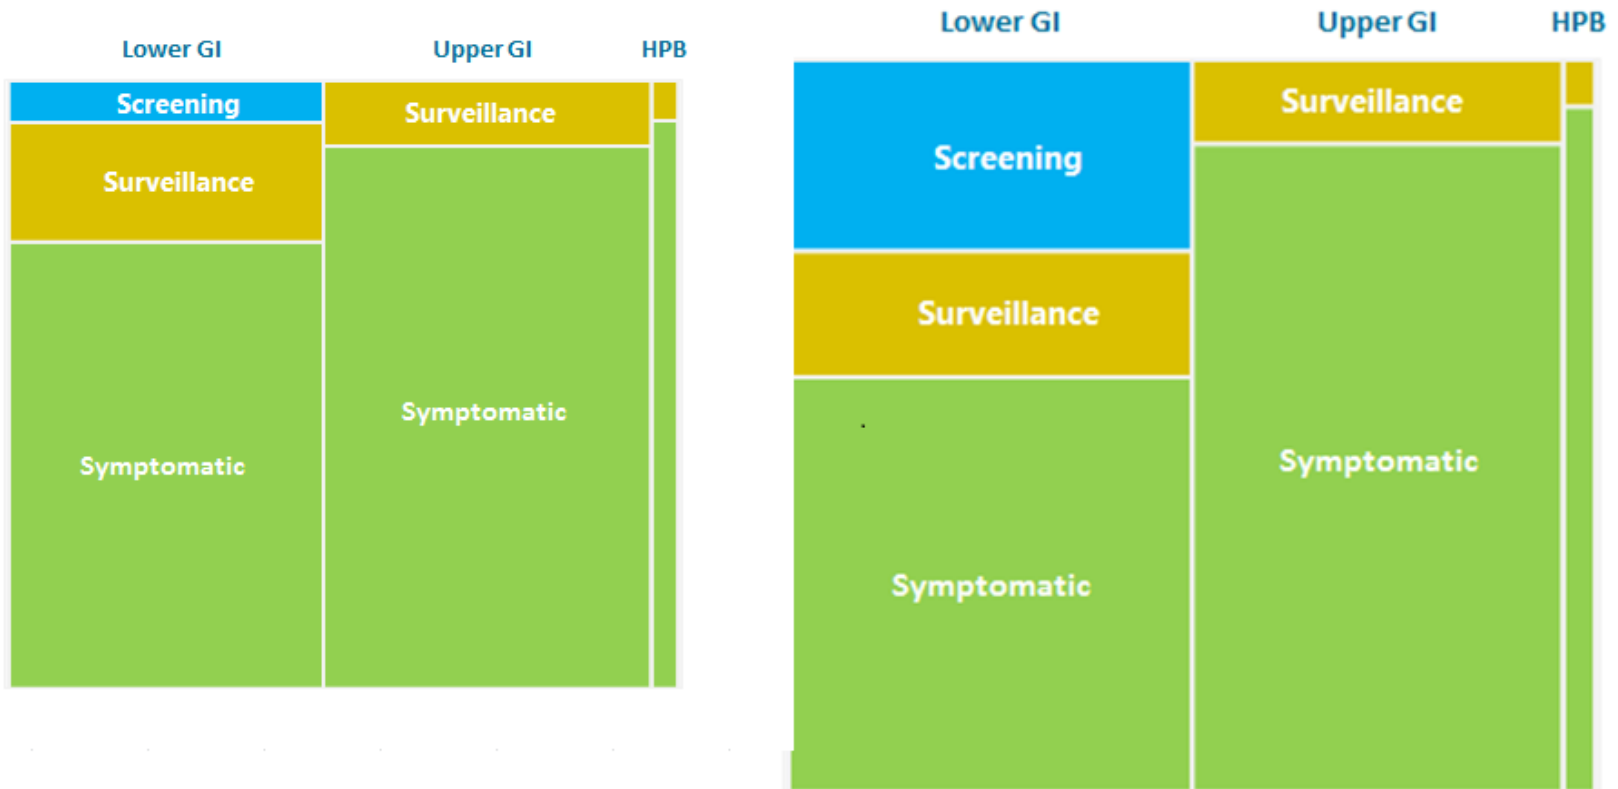 Lower GI Upper GI HPB
Screening
Surveillance
Surveillance
Symptomatic
Symptomatic
Lower GI Upper GI HPB
Surveillance
Screening
Surveillance
Symptomatic
Symptomatic